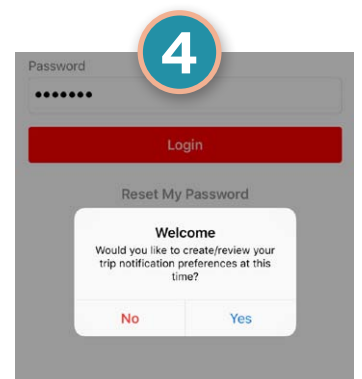 4
Password
•••••••
Login
Reset My Password
Welcome
Would you like to create/review your
trip notification preferences at this
time?
No Yes